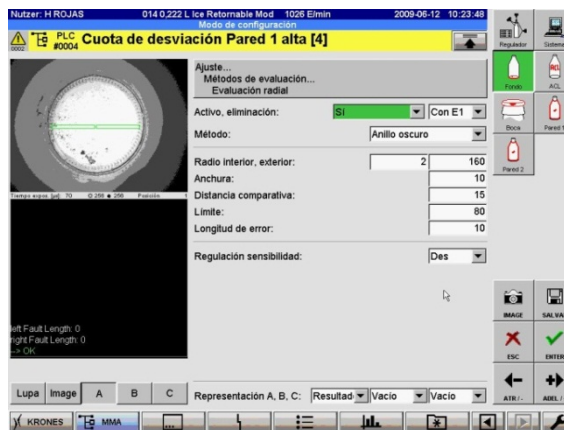 Nutzer: H ROJAS 014 0,222 L Ice Retornable Mod 1026 E/min 2009-06-12 10:23:48
Modo de configuración
0002 PLC #0004 Cuota de desviación Pared 1 alta [4]
Regulador
Sistema
Ajuste...
Métodos de evaluación...
Evaluación radial
Fondo
ACL
Activo, eliminación: Sí Con E1
Método: Anillo oscuro
Boca
Pared 1
Radio interior, exterior: 2 160
Anchura: 10
Distancia comparativa: 15
Límite: 80
Longitud de error: 10
Pared 2
Regulación sensibilidad: Des
left Fault Length: 0
right Fault Length: 0
--> OK
IMAGE
SALVA
ESC
ENTER
ATR / -
ADEL /
Lupa Image A B C
Representación A, B, C: Resultad Vacío Vacío
KRONES MMA ...